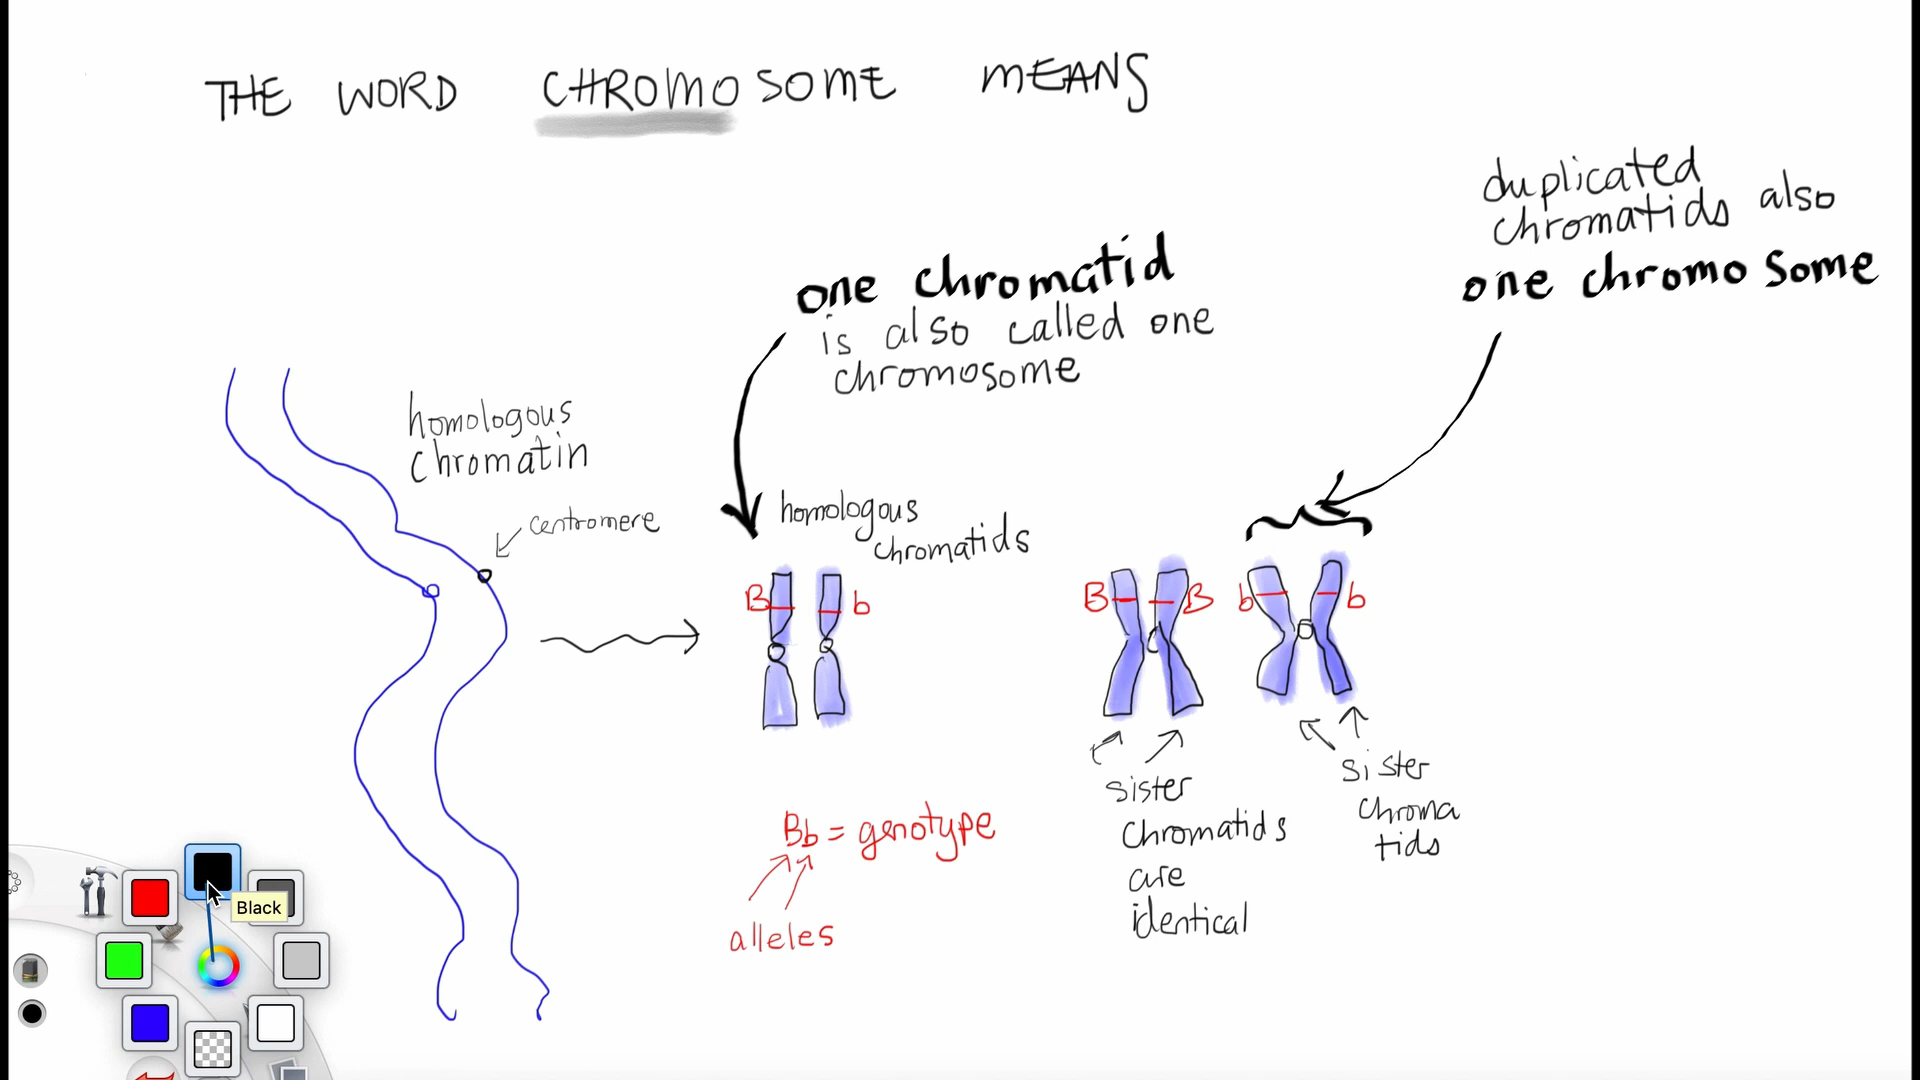 THE WORD CHROMOSOME MEANS
duplicated
chromatids also
one chromosome
one chromatid
is also called one
chromosome
homologous
chromatin
centromere
homologous
chromatids
B b
B B b b
sister
chromatids
are
identical
sister
chroma
tids
Bb = genotype
alleles
Black